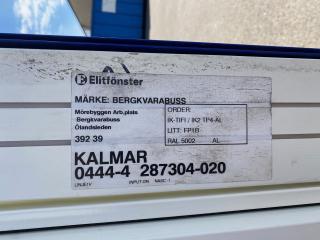 Elitfönster
MÄRKE: BERGKVARABUSS
Mörebyggen Arb.plats
Bergkvarabuss
Ölandsleden
392 39
ORDER:
IK-TIFI / IK2 TP4-AL
LITT: FP1B
RAL 5002 AL
KALMAR
0444-4 287304-020